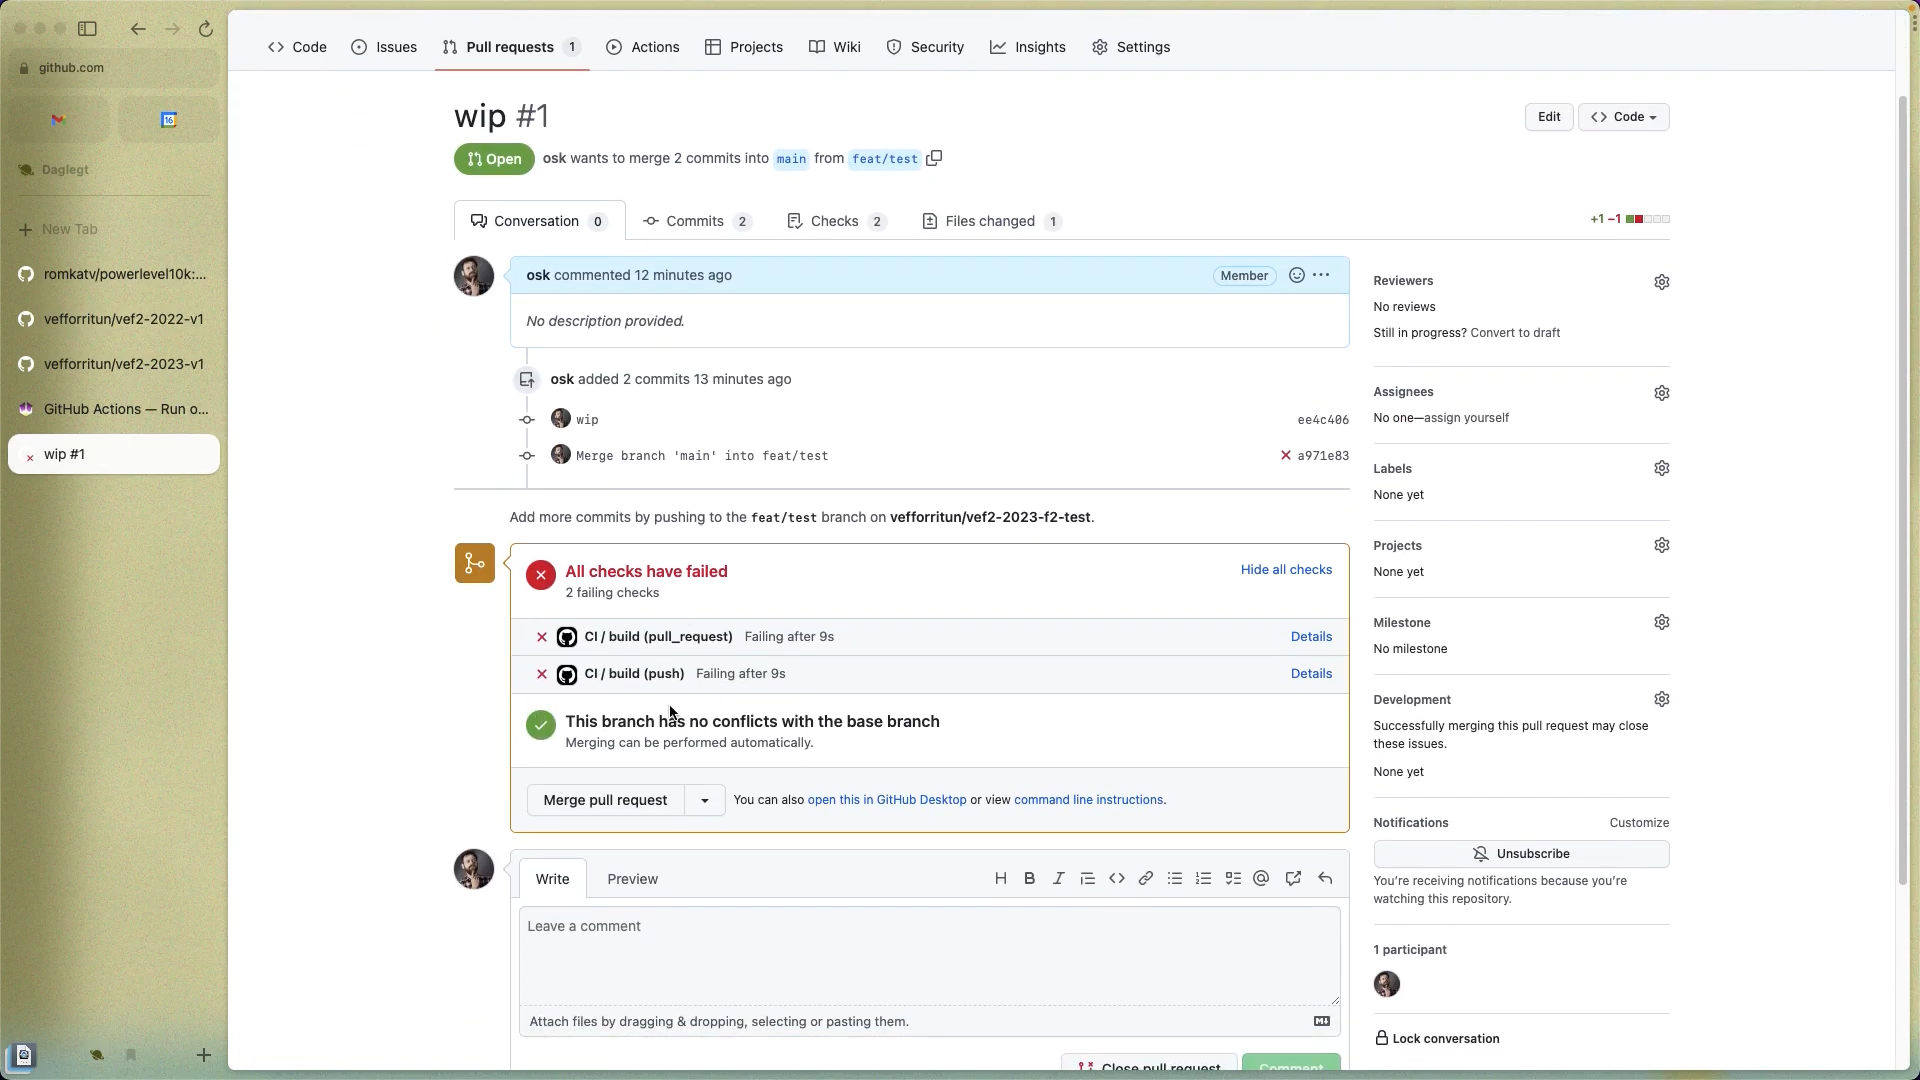 github.com
16
Daglegt
New Tab
romkatv/powerlevel10k:...
vefforritun/vef2-2022-v1
vefforritun/vef2-2023-v1
GitHub Actions — Run o...
wip #1
Code
Issues
Pull requests 1
Actions
Projects
Wiki
Security
Insights
Settings
wip #1
Edit
Code
Open
osk wants to merge 2 commits into main from feat/test
Conversation 0
Commits 2
Checks 2
Files changed 1
+1 −1
osk commented 12 minutes ago
Member
No description provided.
osk added 2 commits 13 minutes ago
wip
ee4c406
Merge branch 'main' into feat/test
a971e83
Add more commits by pushing to the feat/test branch on vefforritun/vef2-2023-f2-test.
All checks have failed
2 failing checks
Hide all checks
CI / build (pull_request) Failing after 9s
Details
CI / build (push) Failing after 9s
Details
This branch has no conflicts with the base branch
Merging can be performed automatically.
Merge pull request
You can also open this in GitHub Desktop or view command line instructions.
Write
Preview
Leave a comment
Attach files by dragging & dropping, selecting or pasting them.
Close pull request
Comment
Reviewers
No reviews
Still in progress? Convert to draft
Assignees
No one—assign yourself
Labels
None yet
Projects
None yet
Milestone
No milestone
Development
Successfully merging this pull request may close
these issues.
None yet
Notifications
Customize
Unsubscribe
You're receiving notifications because you're
watching this repository.
1 participant
Lock conversation